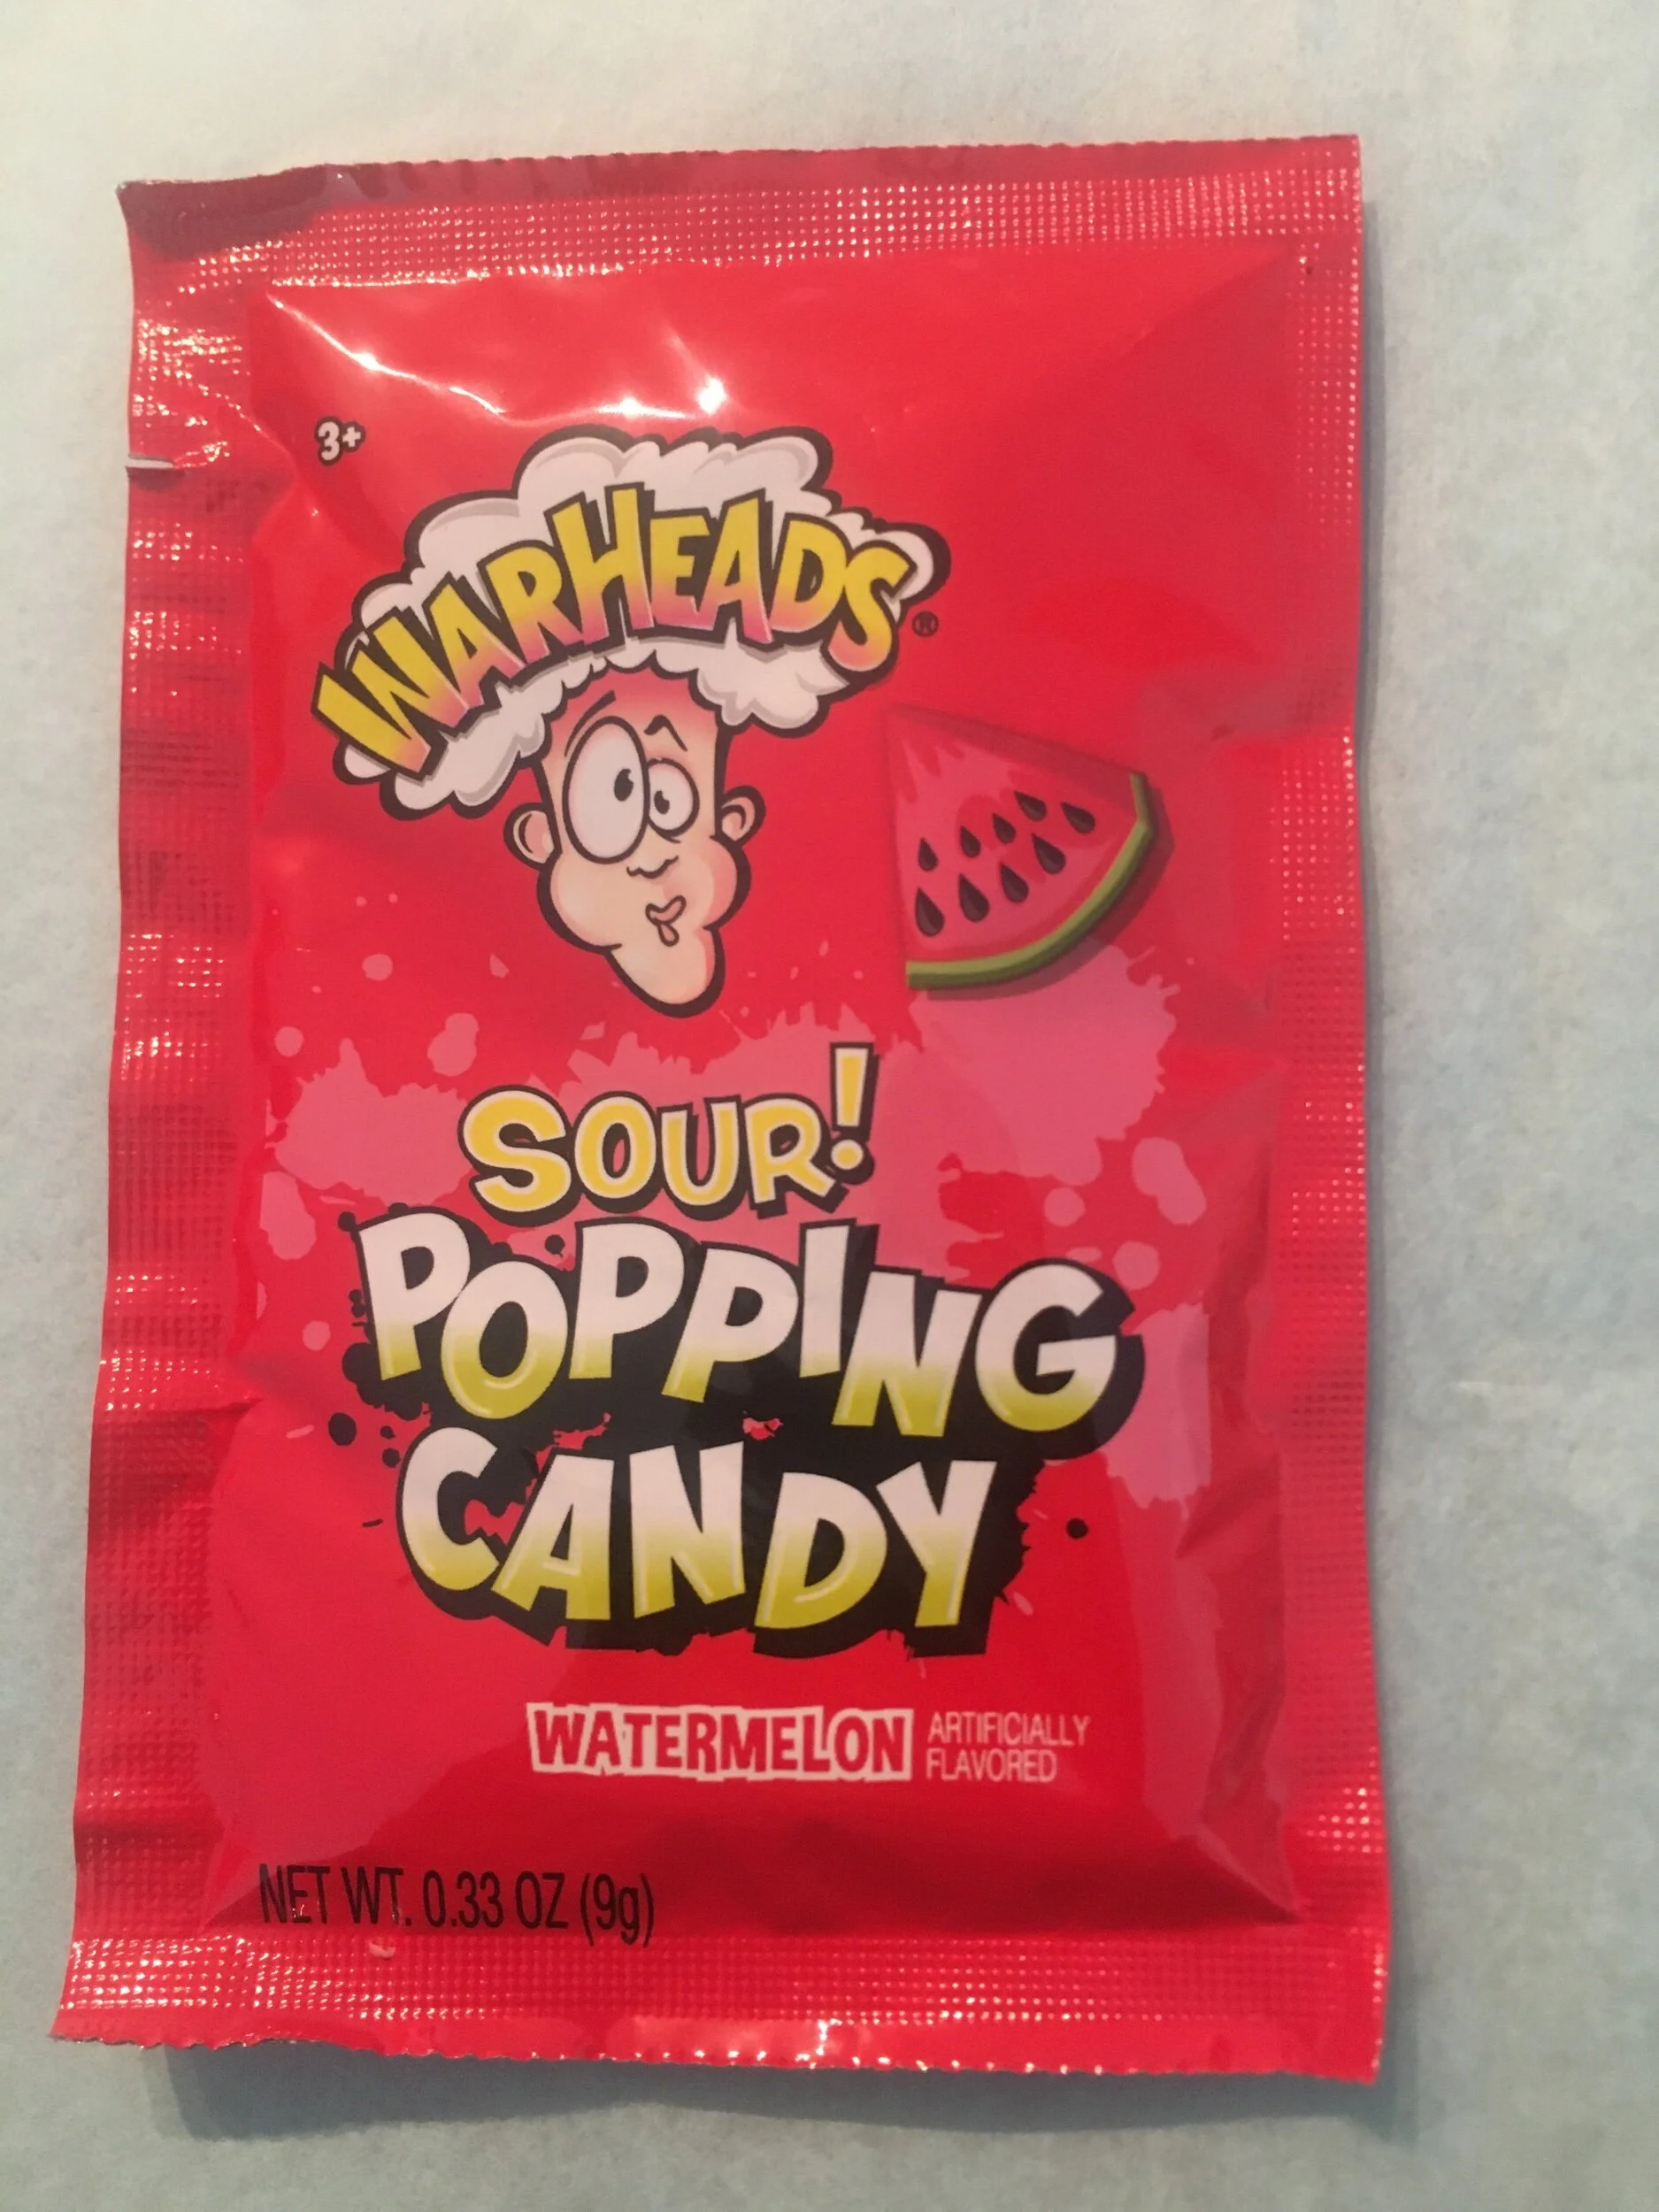 3+
WARHEADS®
SOUR!
POPPING
CANDY
WATERMELON ARTIFICIALLY
FLAVORED
NET WT. 0.33 OZ (9g)